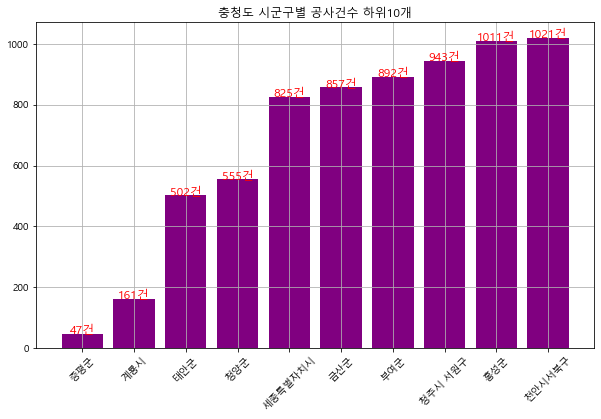 충청도 시군구별 공사건수 하위10개
1000
800
600
400
200
0
47건
161건
502건
555건
825건
857건
892건
943건
1011건
1021건
증평군
계룡시
태안군
청양군
세종특별자치시
금산군
부여군
청주시 서원구
홍성군
천안시서북구